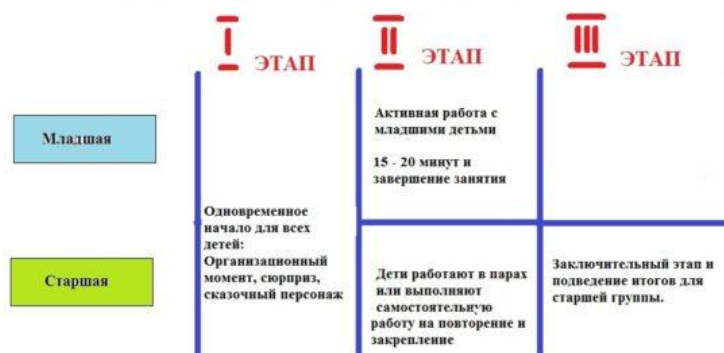 I ЭТАП
II ЭТАП
III ЭТАП
Младшая
Активная работа с
младшими детьми
15 - 20 минут и
завершение занятия
Старшая
Одновременное
начало для всех
детей:
Организационный
момент, сюрприз,
сказочный персонаж
Дети работают в парах
или выполняют
самостоятельную
работу на повторение и
закрепление
Заключительный этап и
подведение итогов для
старшей группы.